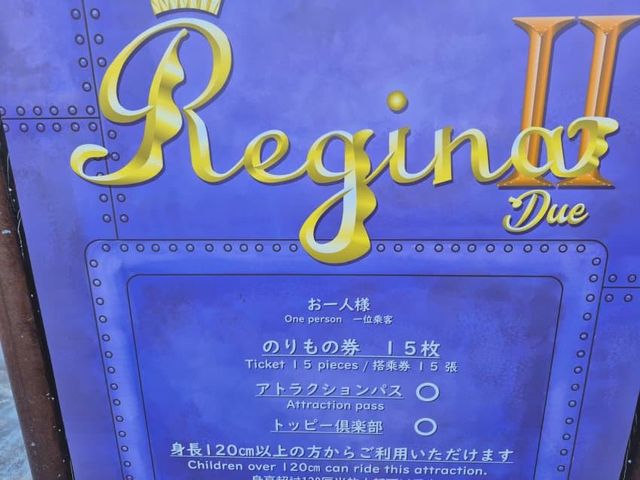 Regina II
Due
お一人様
One person 一位乗客
のりもの券 15枚
Ticket 15 pieces / 搭乗券 15 張
アトラクションパス ○
Attraction pass
トッピー倶楽部 ○
身長120㎝以上の方からご利用いただけます
Children over 120㎝ can ride this attraction.